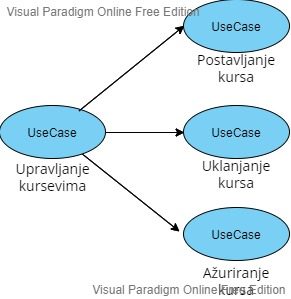 Visual Paradigm Online Free Edition
UseCase
Postavljanje
kursa
UseCase
Upravljanje
kursevima
UseCase
Uklanjanje
kursa
UseCase
Ažuriranje
kursa
Visual Paradigm Online Free Edition